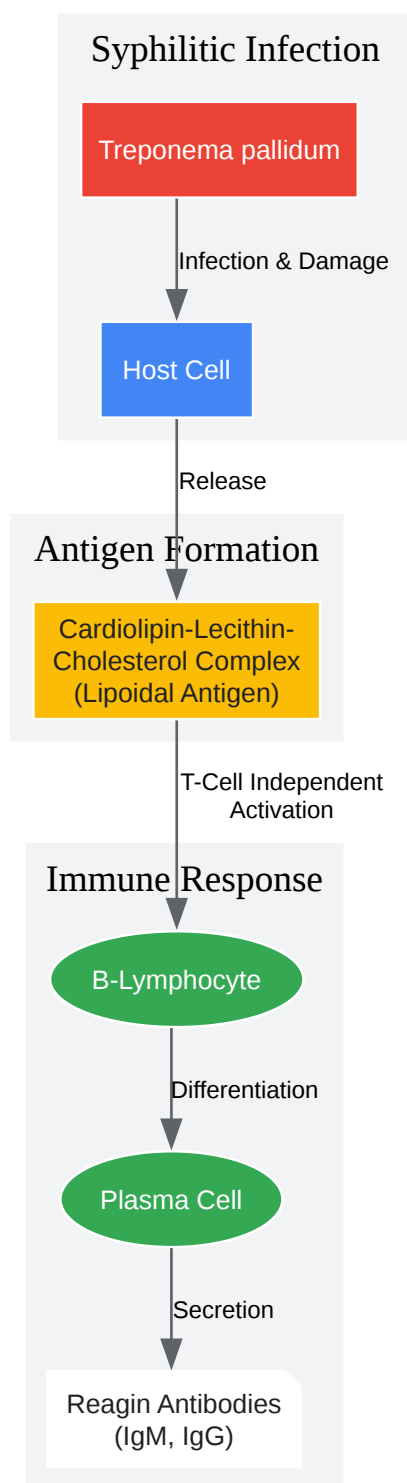 Syphilitic Infection
Treponema pallidum
Infection & Damage
Host Cell
Release
Antigen Formation
Cardiolipin-Lecithin-
Cholesterol Complex
(Lipoidal Antigen)
T-Cell Independent
Activation
Immune Response
B-Lymphocyte
Differentiation
Plasma Cell
Secretion
Reagin Antibodies
(IgM, IgG)